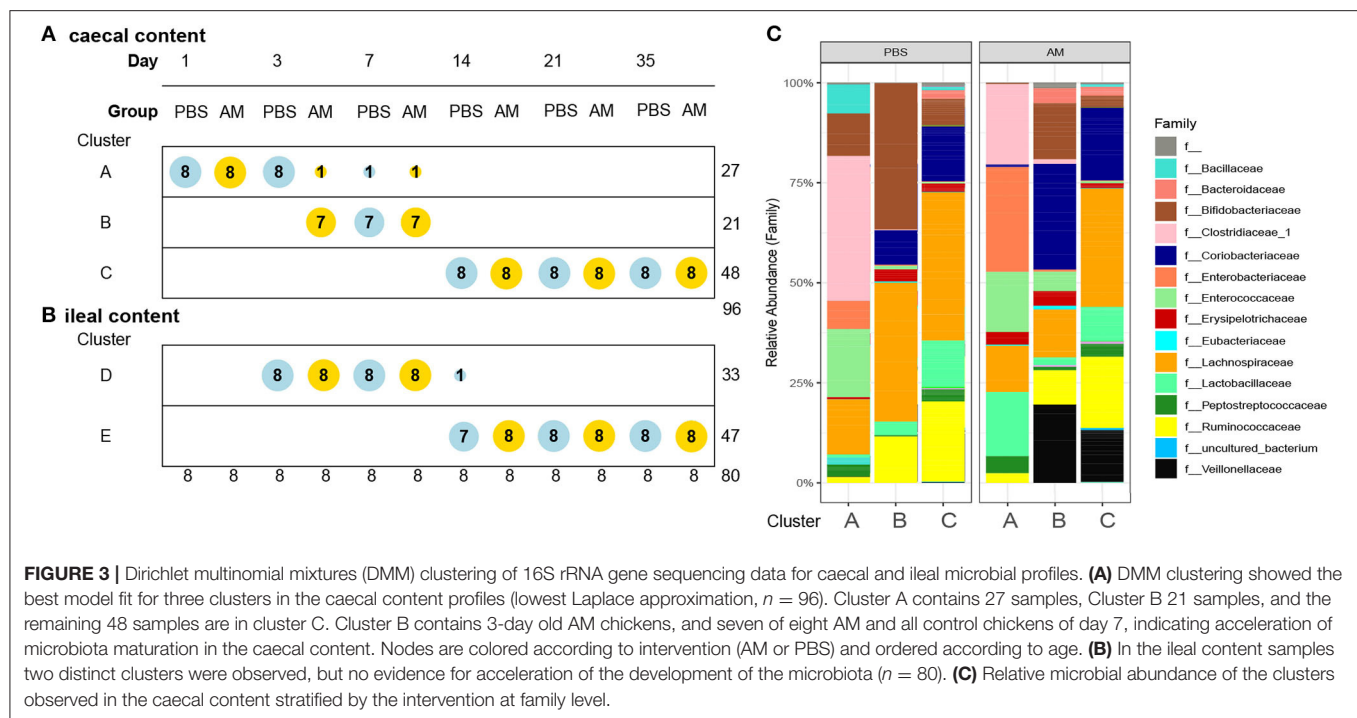 A caecal content
Day 1 3 7 14 21 35
Group PBS AM PBS AM PBS AM PBS AM PBS AM PBS AM
Cluster
A 8 8 8 1 1 1 27
B 7 7 7 21
C 8 8 8 8 8 8 48
96
B ileal content
Cluster
D 8 8 8 8 1 33
E 7 8 8 8 8 8 47
8 8 8 8 8 8 8 8 8 8 80
C
PBS AM
100%
75%
50%
25%
0%
Relative Abundance (Family)
Cluster A B C A B C
Family
f__
f__Bacillaceae
f__Bacteroidaceae
f__Bifidobacteriaceae
f__Clostridiaceae_1
f__Coriobacteriaceae
f__Enterobacteriaceae
f__Enterococcaceae
f__Erysipelotrichaceae
f__Eubacteriaceae
f__Lachnospiraceae
f__Lactobacillaceae
f__Peptostreptococcaceae
f__Ruminococcaceae
f__uncultured_bacterium
f__Veillonellaceae
FIGURE 3 | Dirichlet multinomial mixtures (DMM) clustering of 16S rRNA gene sequencing data for caecal and ileal microbial profiles. (A) DMM clustering showed the
best model fit for three clusters in the caecal content profiles (lowest Laplace approximation, n = 96). Cluster A contains 27 samples, Cluster B 21 samples, and the
remaining 48 samples are in cluster C. Cluster B contains 3-day old AM chickens, and seven of eight AM and all control chickens of day 7, indicating acceleration of
microbiota maturation in the caecal content. Nodes are colored according to intervention (AM or PBS) and ordered according to age. (B) In the ileal content samples
two distinct clusters were observed, but no evidence for acceleration of the development of the microbiota (n = 80). (C) Relative microbial abundance of the clusters
observed in the caecal content stratified by the intervention at family level.